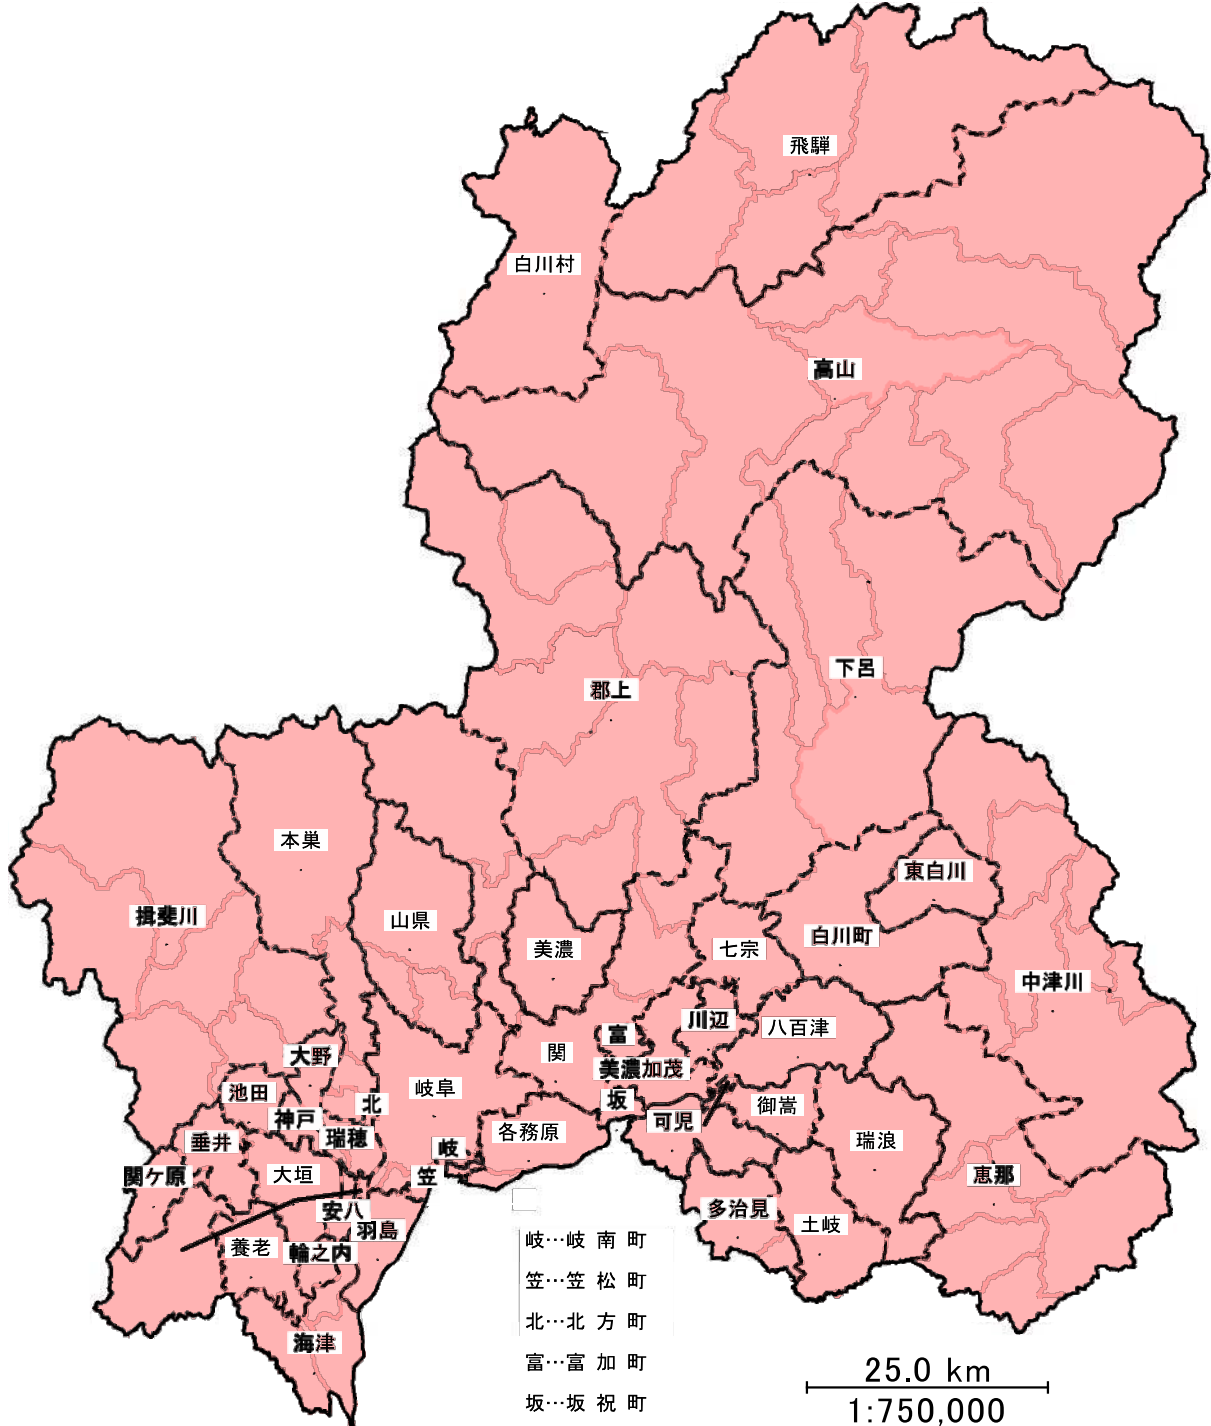 飛騨
白川村
高山
下呂
郡上
本巣
東白川
揖斐川
山県
白川町
美濃
七宗
中津川
川辺
八百津
富
関
大野
美濃加茂
岐阜
池田
坂
北
御嵩
神戸
可児
各務原
瑞穂
瑞浪
垂井
岐
関ケ原
大垣
笠
恵那
多治見
安八
土岐
羽島
養老
輪之内
海津
岐…岐南町
笠…笠松町
北…北方町
富…富加町
坂…坂祝町
25.0 km
1:750,000